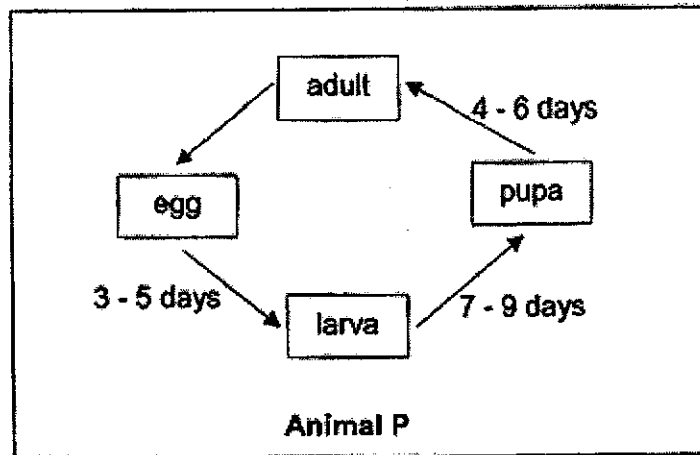 adult
4 - 6 days
egg
pupa
3 - 5 days
7 - 9 days
larva
Animal P